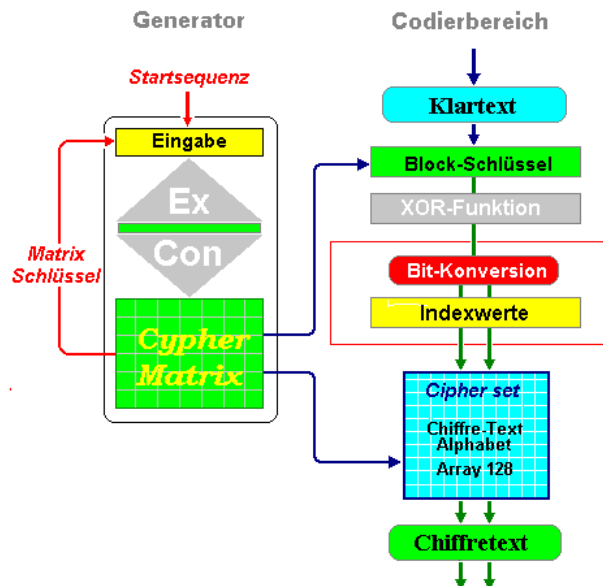 Generator
Startsequenz
Eingabe
Ex
Con
Matrix
Schlüssel
Cypher
Matrix
Codierbereich
Klartext
Block-Schlüssel
XOR-Funktion
Bit-Konversion
Indexwerte
Cipher set
Chiffre-Text
Alphabet
Array 128
Chiffretext